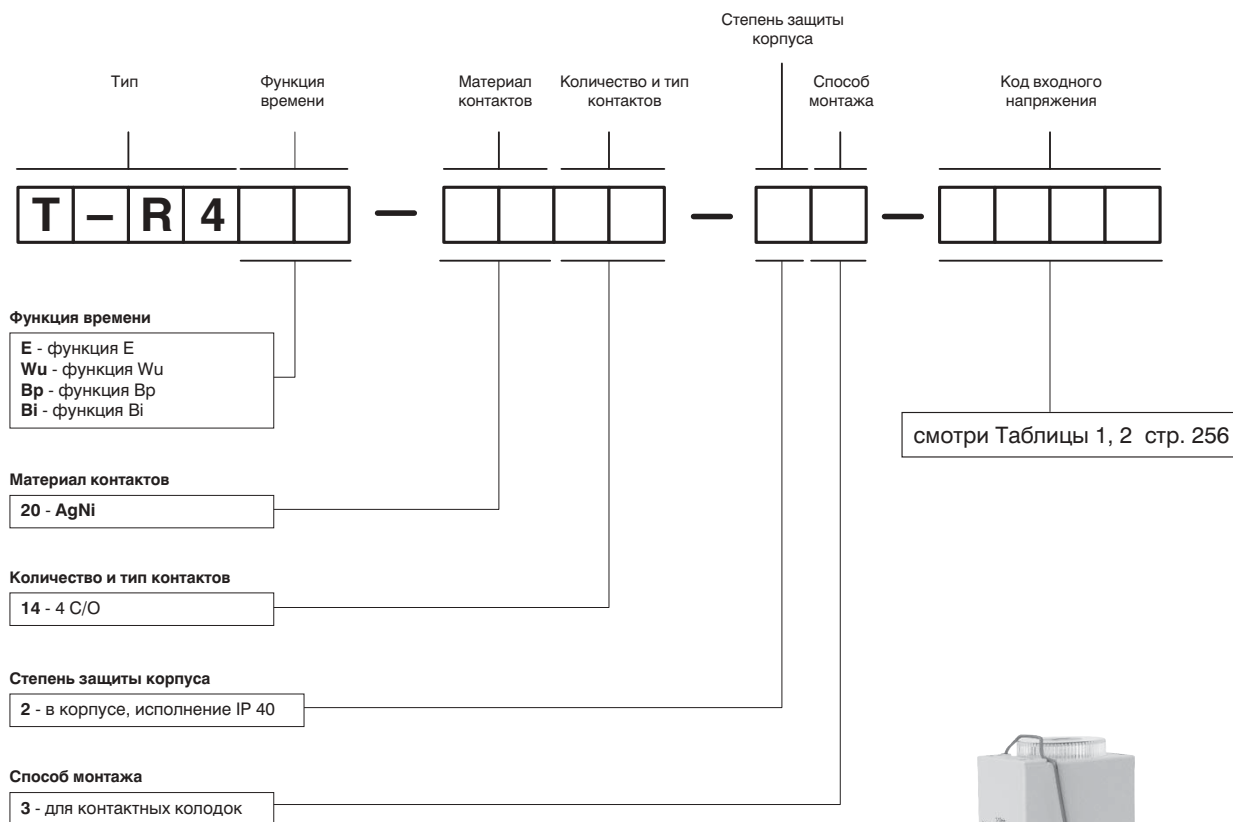 Степень защиты
корпуса
Тип
Функция
времени
Материал
контактов
Количество и тип
контактов
Способ
монтажа
Код входного
напряжения
T – R 4 — — —
Функция времени
E - функция E
Wu - функция Wu
Bp - функция Bp
Bi - функция Bi
смотри Таблицы 1, 2 стр. 256
Материал контактов
20 - AgNi
Количество и тип контактов
14 - 4 C/O
Степень защиты корпуса
2 - в корпусе, исполнение IP 40
Способ монтажа
3 - для контактных колодок